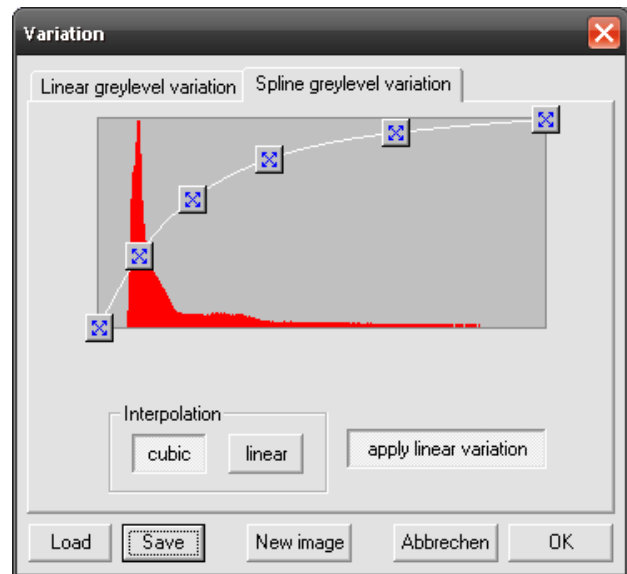 Variation
Linear greylevel variation
Spline greylevel variation
Interpolation
cubic
linear
apply linear variation
Load
Save
New image
Abbrechen
OK